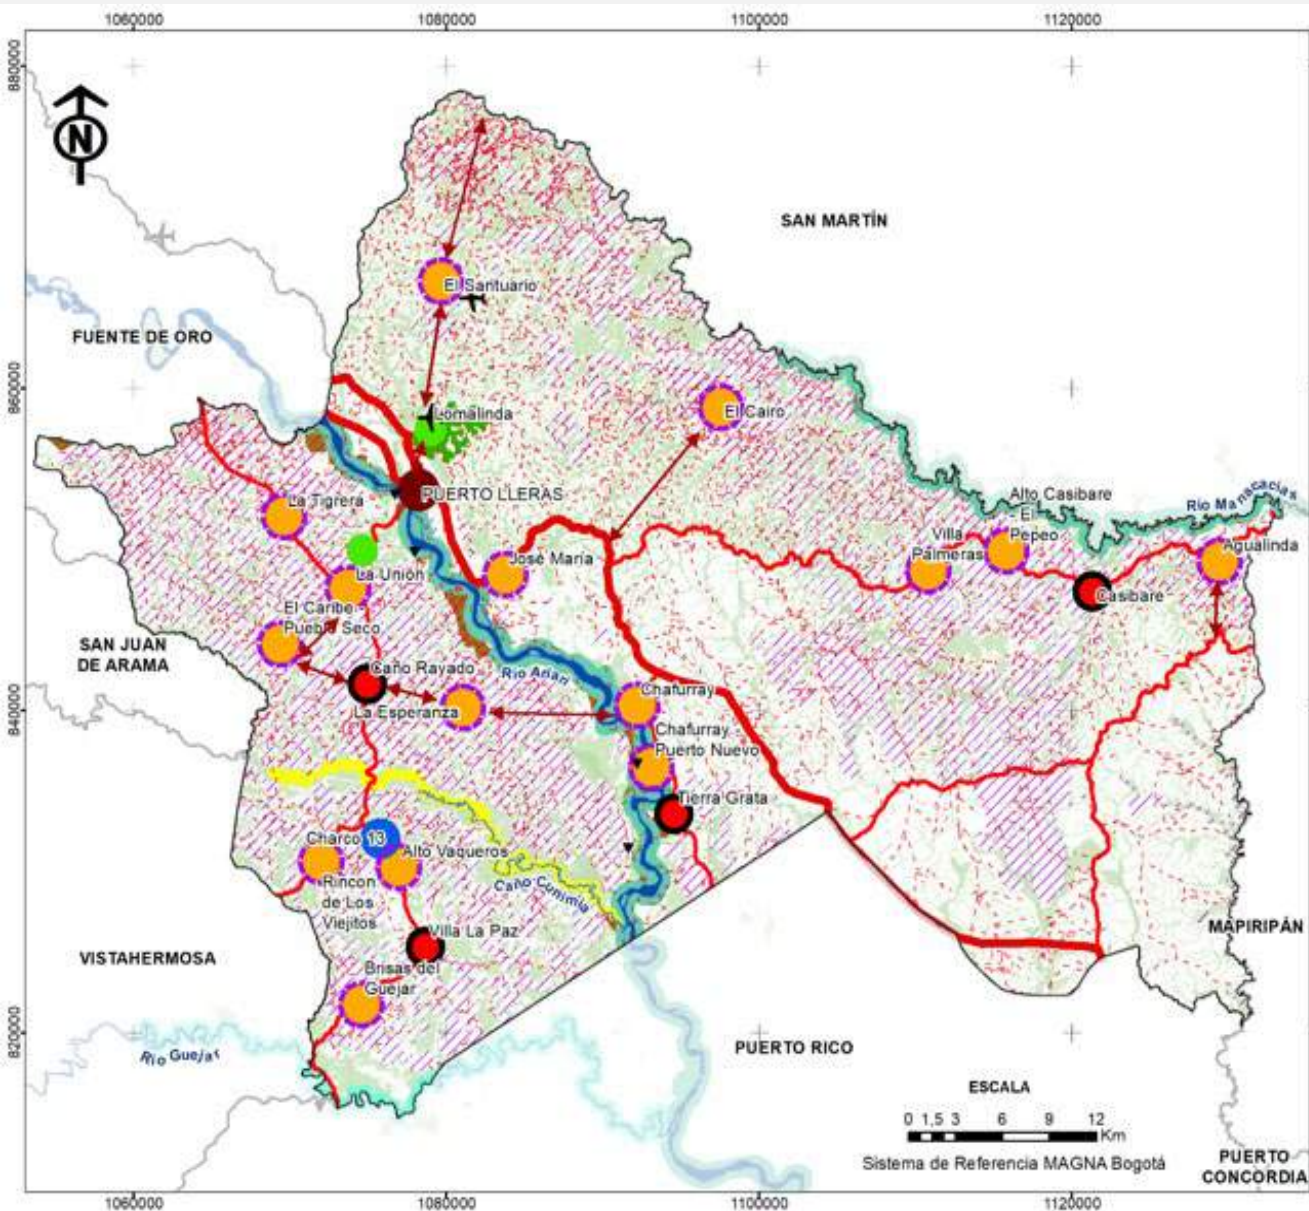 1060000
1080000
1100000
1120000
880000
N
SAN MARTÍN
El Santuario
FUENTE DE ORO
860000
El Cairo
Lomalinda
PUERTO LLERAS
La Tigrera
Alto Casibare
Río Manacacías
El
Pepeo
Villa
Palmeras
Agualinda
José María
La Unión
Casibare
El Caribe
Pueblo Seco
SAN JUAN
DE ARAMA
Caño Rayado
Río Ariari
Chafurray
840000
La Esperanza
Chafurray
Puerto Nuevo
Tierra Grata
Charco 13
Alto Vaqueros
Rincon
de Los
Viejitos
Caño Cunimía
Villa La Paz
MAPIRIPÁN
VISTAHERMOSA
Brisas del
Guejar
820000
Río Guejar
PUERTO RICO
ESCALA
0 1,5 3 6 9 12
Km
Sistema de Referencia MAGNA Bogotá
PUERTO
CONCORDIA
1060000
1080000
1100000
1120000